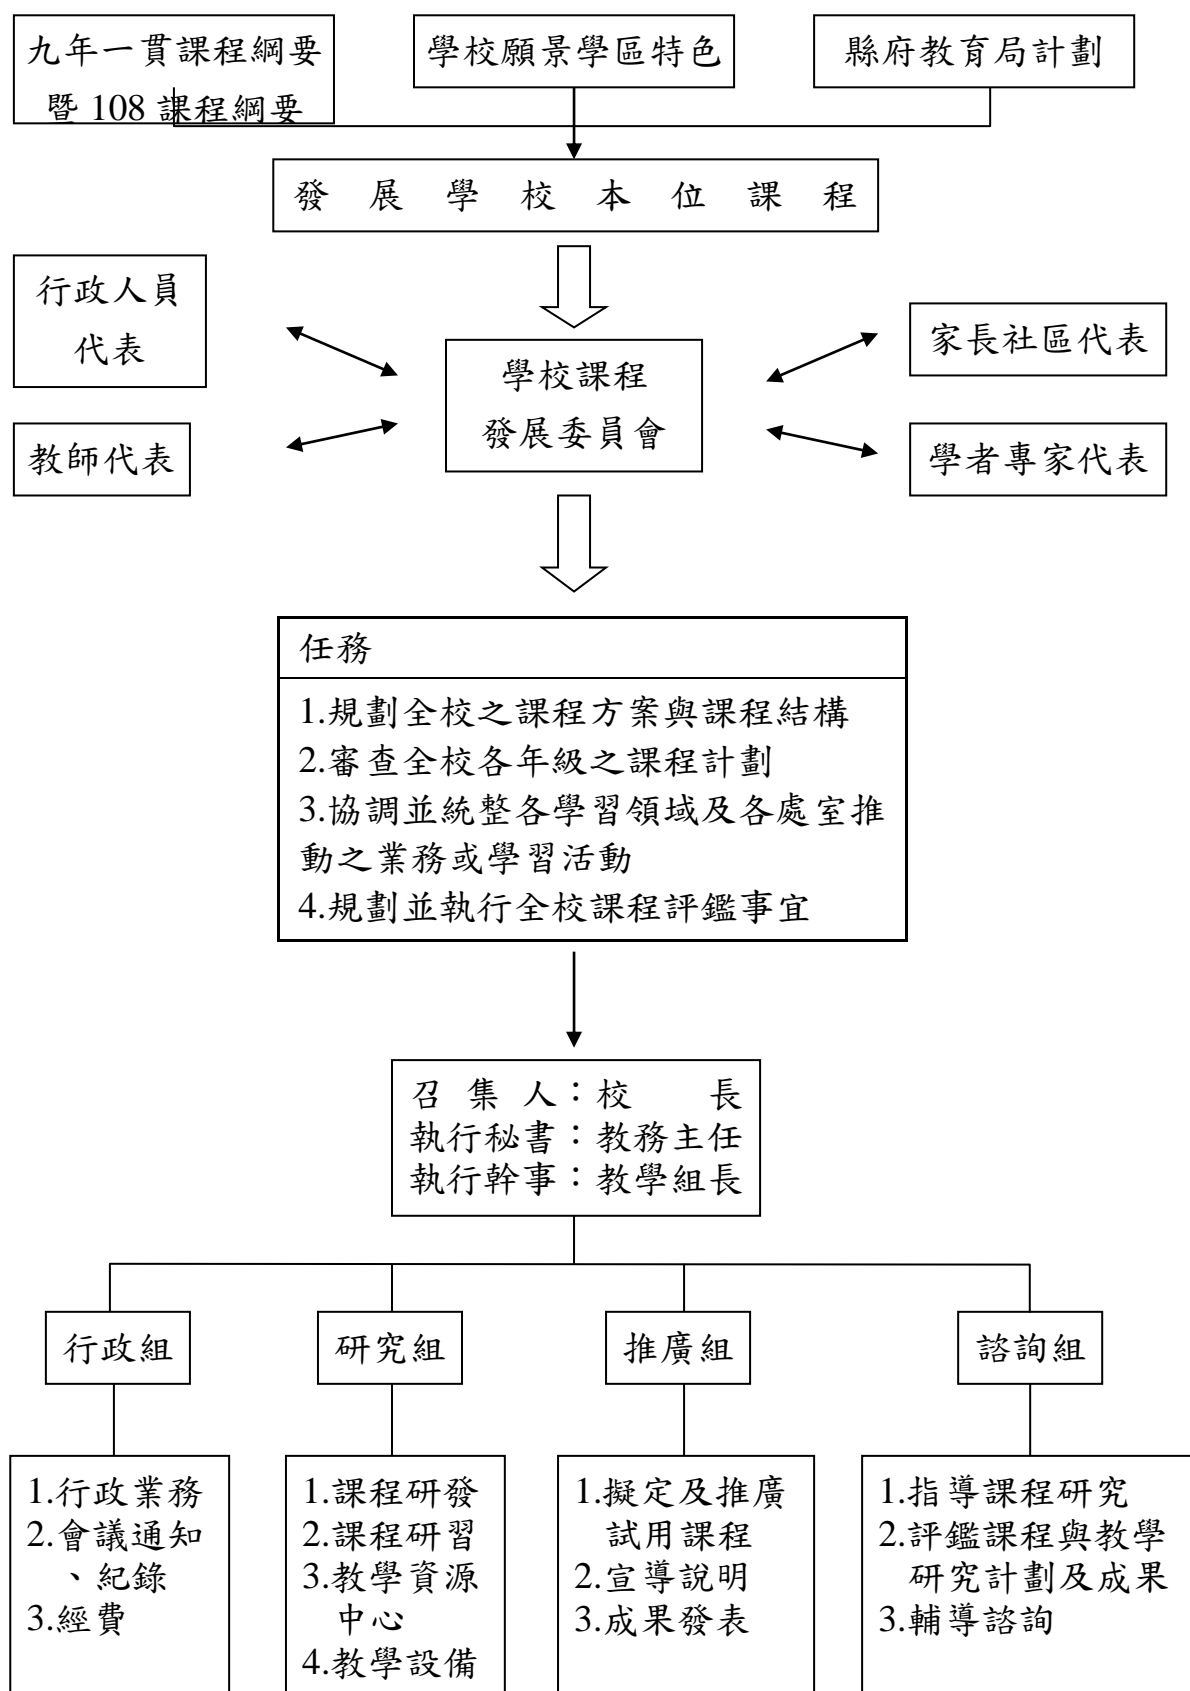 九年一貫課程綱要
暨 108 課程綱要
學校願景學區特色
縣府教育局計劃
發展學校本位課程
行政人員
代表
教師代表
學校課程
發展委員會
家長社區代表
學者專家代表
任務
1.規劃全校之課程方案與課程結構
2.審查全校各年級之課程計劃
3.協調並統整各學習領域及各處室推
動之業務或學習活動
4.規劃並執行全校課程評鑑事宜
召集人：校長
執行秘書：教務主任
執行幹事：教學組長
行政組
研究組
推廣組
諮詢組
1.行政業務
2.會議通知
、紀錄
3.經費
1.課程研發
2.課程研習
3.教學資源
中心
4.教學設備
1.擬定及推廣
試用課程
2.宣導說明
3.成果發表
1.指導課程研究
2.評鑑課程與教學
研究計劃及成果
3.輔導諮詢